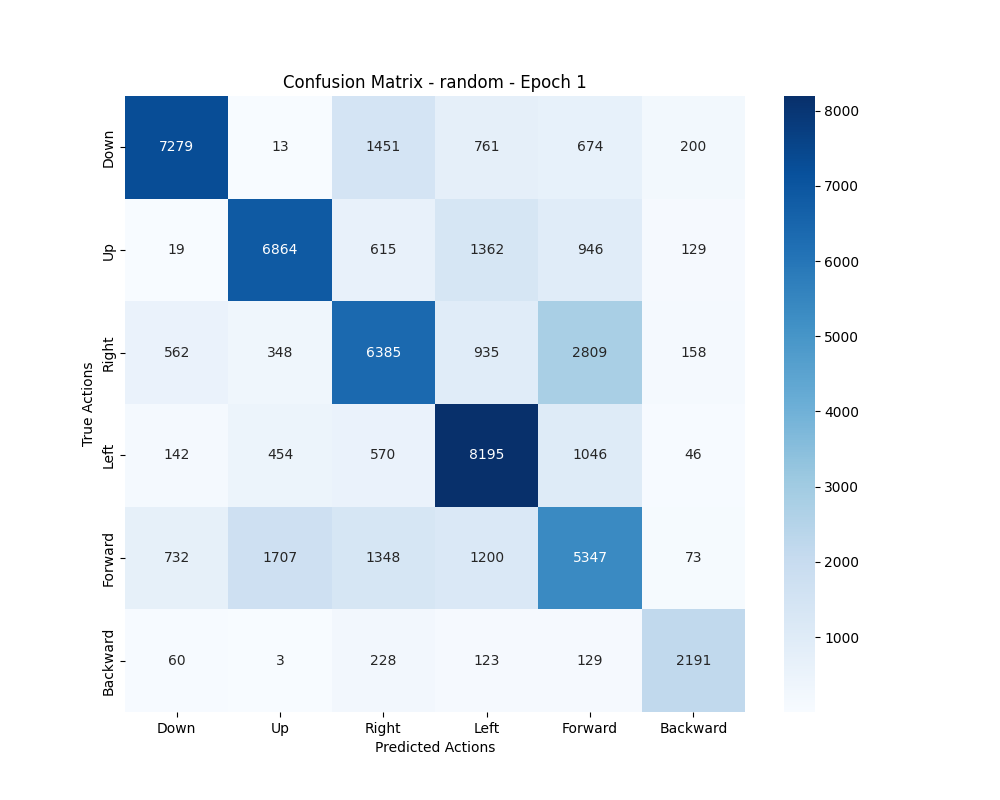 Confusion Matrix - random - Epoch 1
Down 7279 13 1451 761 674 200
Up 19 6864 615 1362 946 129
Right 562 348 6385 935 2809 158
Left 142 454 570 8195 1046 46
Forward 732 1707 1348 1200 5347 73
Backward 60 3 228 123 129 2191
Down Up Right Left Forward Backward
Predicted Actions
True Actions
8000
7000
6000
5000
4000
3000
2000
1000